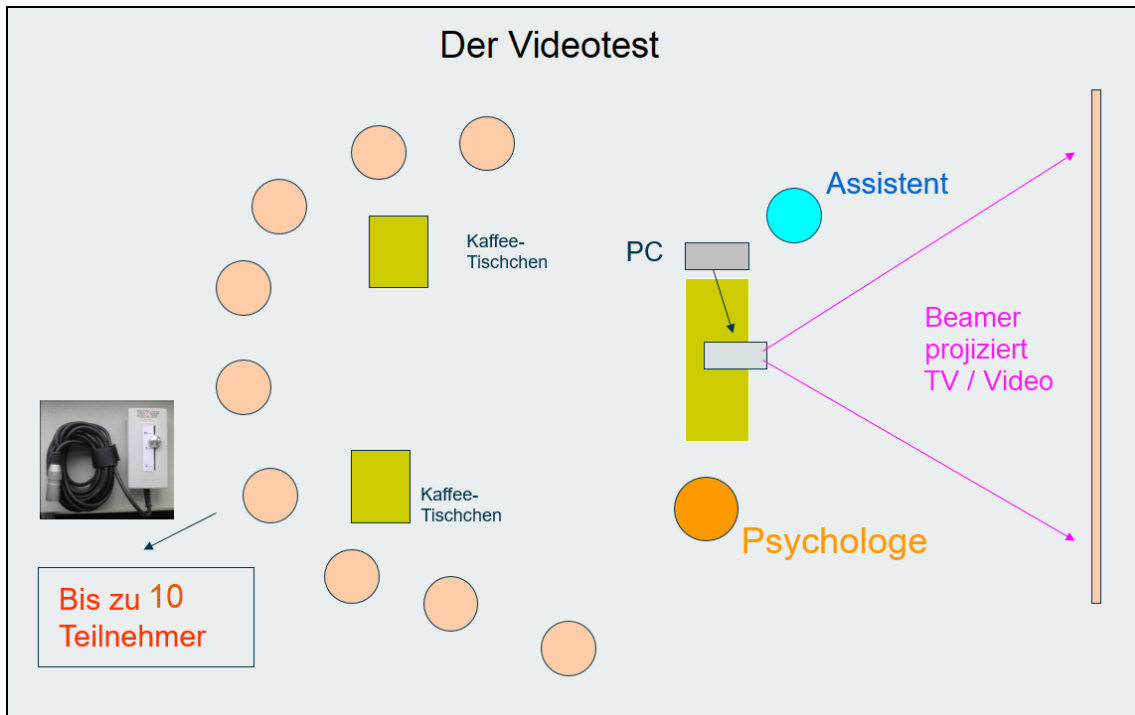 Der Videotest
Assistent
Kaffee-
Tischchen
PC
Beamer
projiziert
TV / Video
Kaffee-
Tischchen
Psychologe
Bis zu 10
Teilnehmer